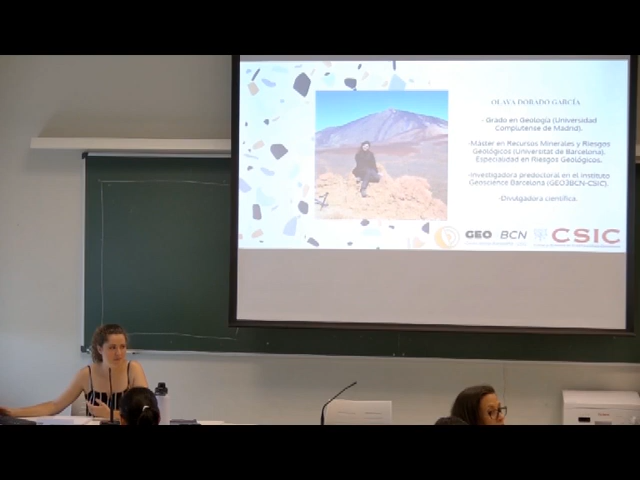 OLAYA DORADO GARCÍA
-Grado en Geología (Universidad
Complutense de Madrid).
-Máster en Recursos Minerales y Riesgos
Geológicos (Universitat de Barcelona).
Especialidad en Riesgos Geológicos.
-Investigadora predoctoral en el Instituto
Geoscience Barcelona (GEO3BCN-CSIC).
-Divulgadora científica.
GEO BCN
CSIC